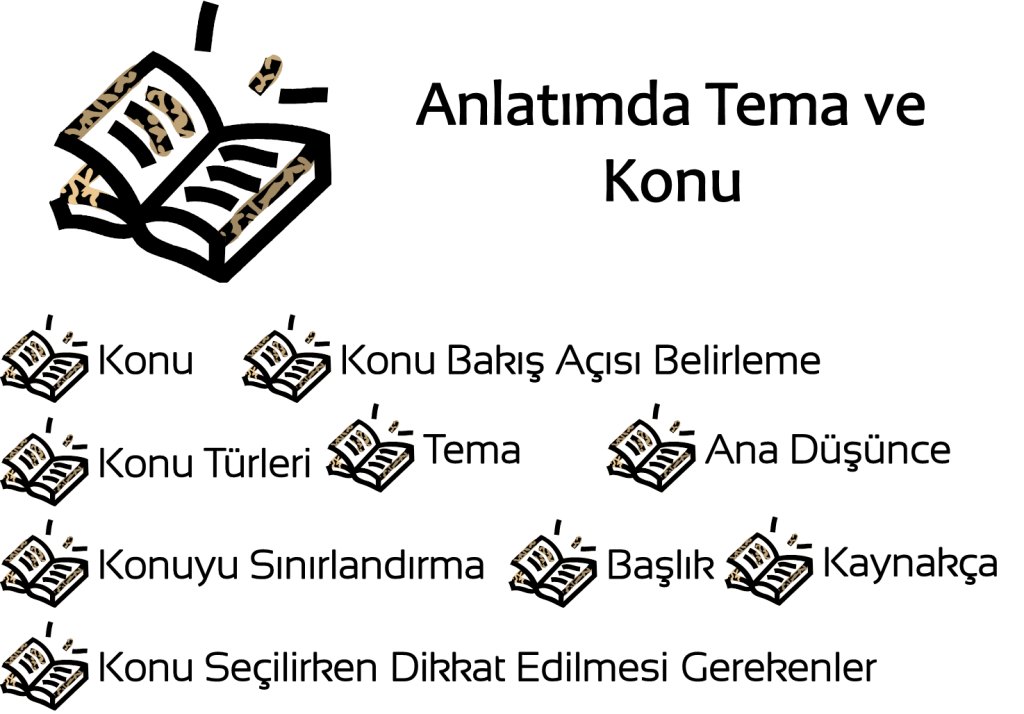 Anlatımda Tema ve
Konu
Konu
Konu Bakış Açısı Belirleme
Konu Türleri
Tema
Ana Düşünce
Konuyu Sınırlandırma
Başlık
Kaynakça
Konu Seçilirken Dikkat Edilmesi Gerekenler